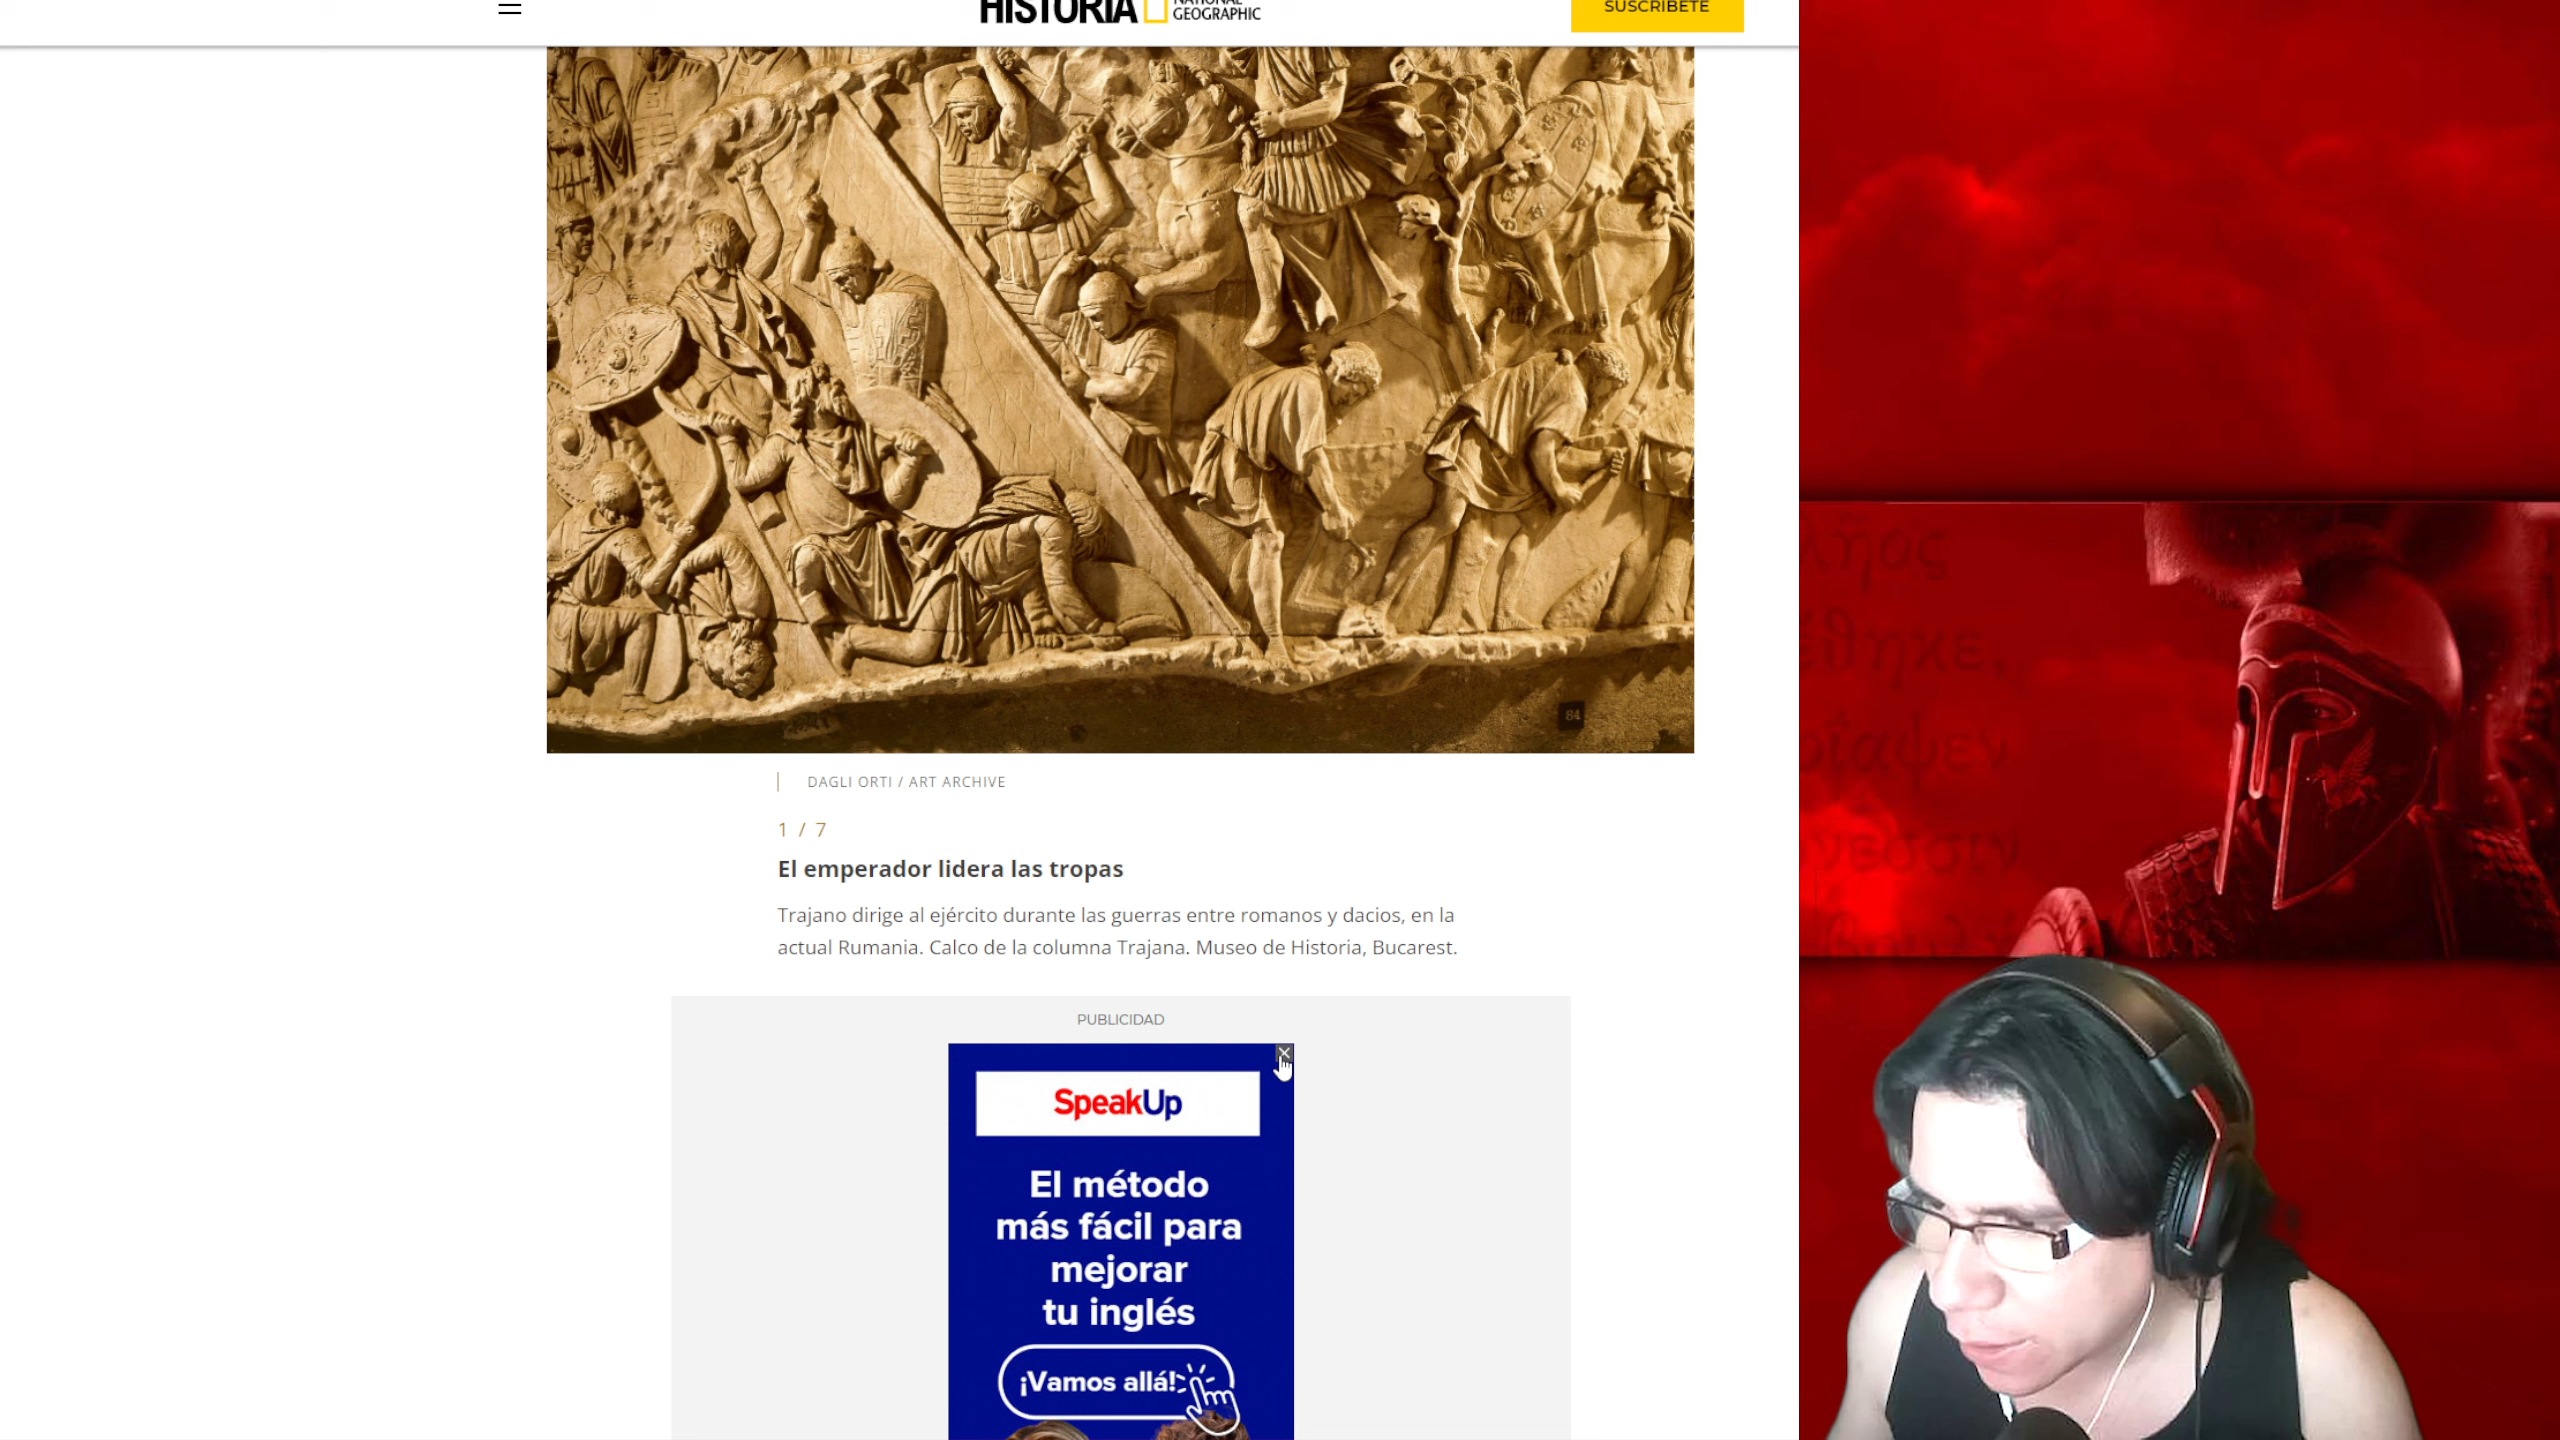 HISTORIA
NATIONAL
GEOGRAPHIC
SUSCRÍBETE
84
DAGLI ORTI / ART ARCHIVE
1 / 7
El emperador lidera las tropas
Trajano dirige al ejército durante las guerras entre romanos y dacios, en la
actual Rumania. Calco de la columna Trajana. Museo de Historia, Bucarest.
PUBLICIDAD
SpeakUp
El método
más fácil para
mejorar
tu inglés
¡Vamos allá!